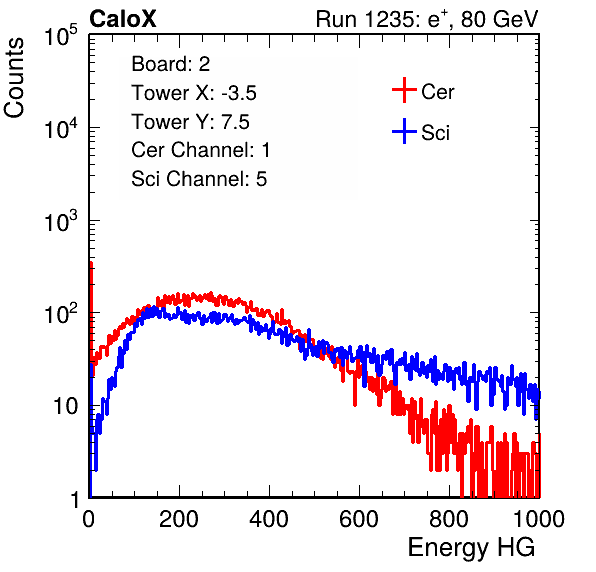 CaloX Run 1235: e⁺, 80 GeV
Counts
10⁵
10⁴
10³
10²
10
1
Board: 2
Tower X: -3.5
Tower Y: 7.5
Cer Channel: 1
Sci Channel: 5
Cer
Sci
0 200 400 600 800 1000
Energy HG